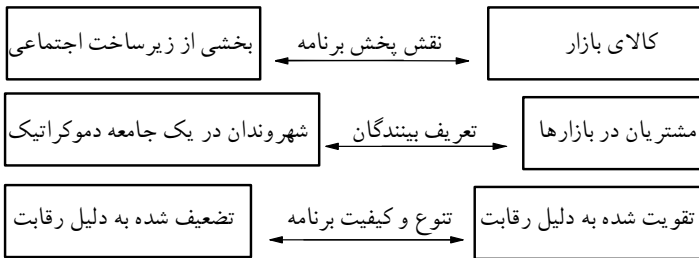 کالای بازار نقش پخش برنامه بخشی از زیرساخت اجتماعی
مشتریان در بازارها تعریف بینندگان شهروندان در یک جامعه دموکراتیک
تقویت شده به دلیل رقابت تنوع و کیفیت برنامه تضعیف شده به دلیل رقابت